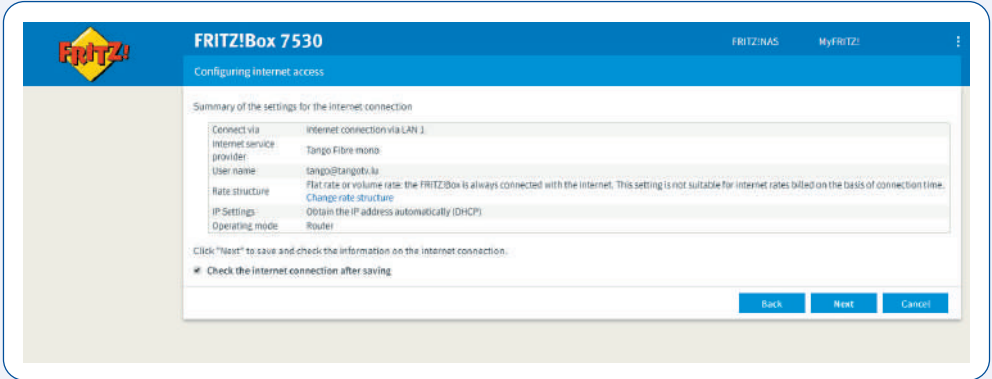 FRITZ!
FRITZ!Box 7530
FRITZ!NAS
MyFRITZ!
Configuring internet access
Summary of the settings for the internet connection
Connect via Internet connection via LAN 1
Internet service
provider
Tango Fibre mono
User name tango@tangotv.lu
Rate structure
Flat rate or volume rate: the FRITZ!Box is always connected with the internet. This setting is not suitable for internet rates billed on the basis of connection time.
Change rate structure
IP Settings Obtain the IP address automatically (DHCP)
Operating mode Router
Click "Next" to save and check the information on the internet connection.
Check the internet connection after saving
Back Next Cancel